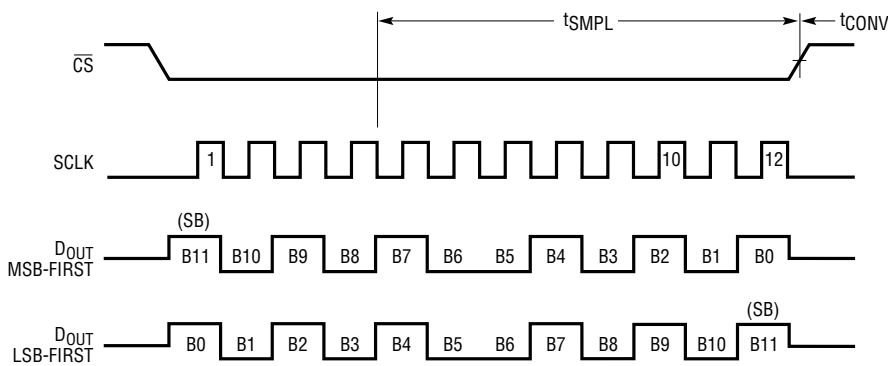 tSMPL tCONV
CS
SCLK 1 10 12
(SB)
DOUT
MSB-FIRST
B11 B10 B9 B8 B7 B6 B5 B4 B3 B2 B1 B0
(SB)
DOUT
LSB-FIRST
B0 B1 B2 B3 B4 B5 B6 B7 B8 B9 B10 B11